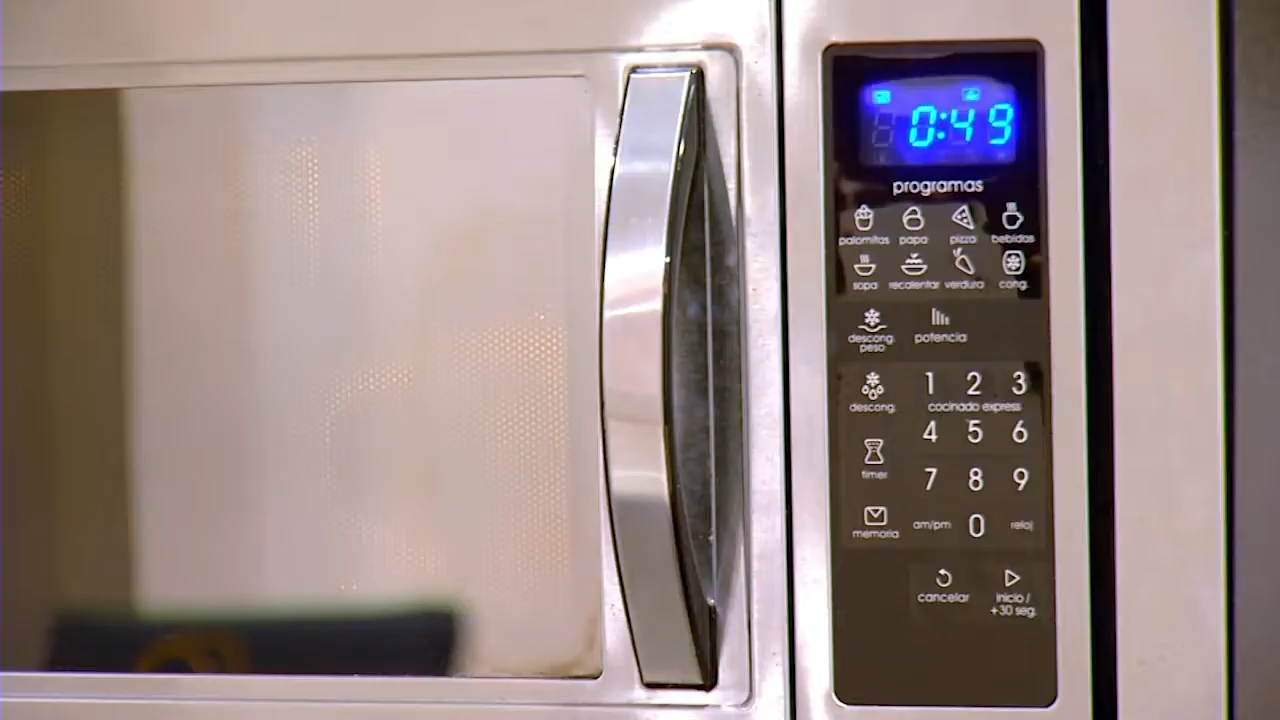 0:49
programas
palomitas papa pizza bebidas
sopa recalentar verdura cong.
descong. peso potencia
descong. 1 2 3
cocinado express
4 5 6
timer 7 8 9
memoria am/pm 0 reloj
cancelar inicio /
+30 seg.